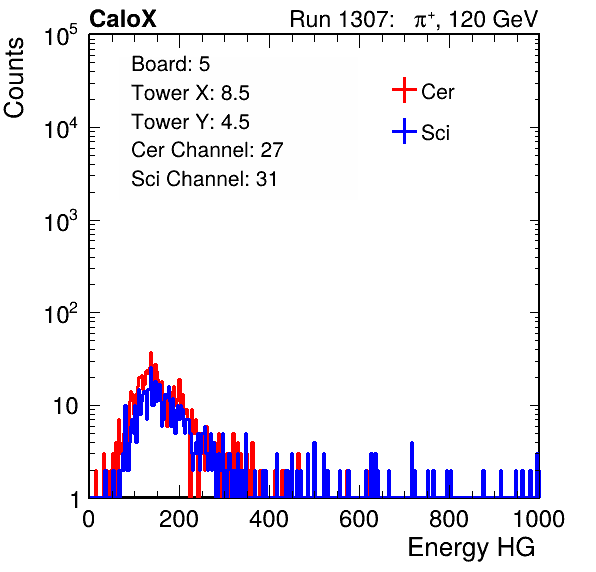 CaloX Run 1307: π⁺, 120 GeV
Counts
Board: 5
Tower X: 8.5
Tower Y: 4.5
Cer Channel: 27
Sci Channel: 31
Cer
Sci
10⁵
10⁴
10³
10²
10
1
0 200 400 600 800 1000
Energy HG